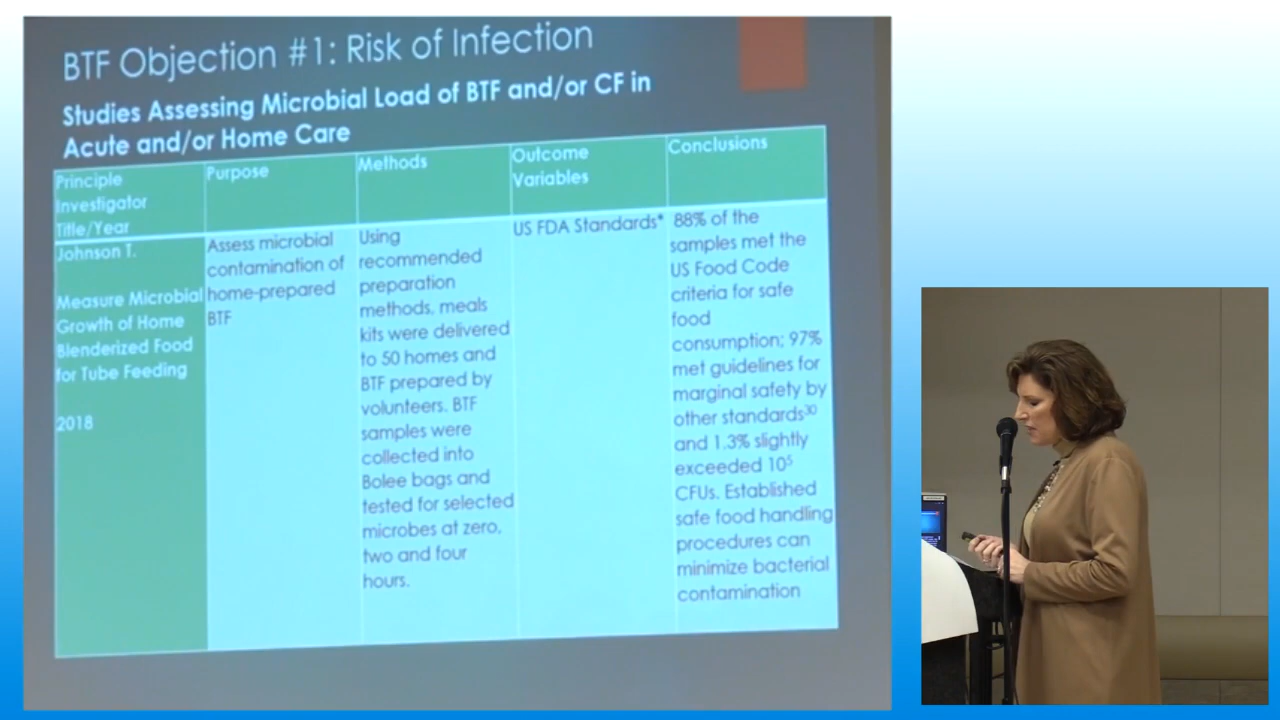 BTF Objection #1: Risk of Infection
Studies Assessing Microbial Load of BTF and/or CF in
Acute and/or Home Care
Principle
Investigator
Title/Year
Purpose
Methods
Outcome
Variables
Conclusions
Johnson T.
Measure Microbial
Growth of Home
Blenderized Food
for Tube Feeding
2018
Assess microbial
contamination of
home-prepared
BTF
Using
recommended
preparation
methods, meals
kits were delivered
to 50 homes and
BTF prepared by
volunteers. BTF
samples were
collected into
Bolee bags and
tested for selected
microbes at zero,
two and four
hours.
US FDA Standards*
88% of the
samples met the
US Food Code
criteria for safe
food
consumption; 97%
met guidelines for
marginal safety by
other standards³⁰
and 1.3% slightly
exceeded 10⁵
CFUs. Established
safe food handling
procedures can
minimize bacterial
contamination